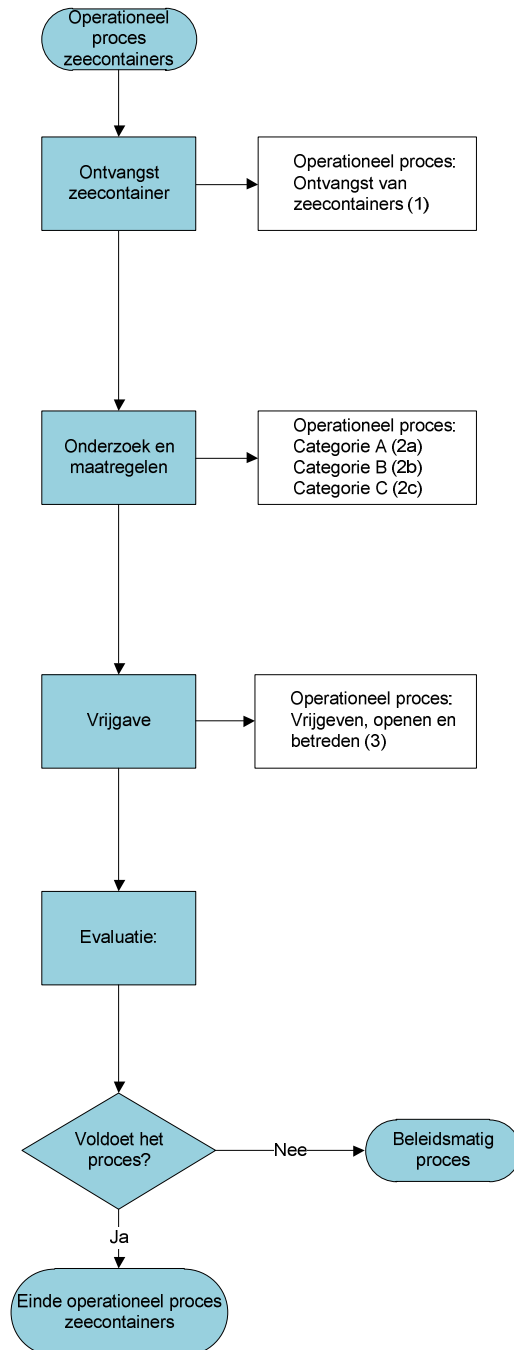 Operationeel
proces
zeecontainers
Ontvangst
zeecontainer
Operationeel proces:
Ontvangst van
zeecontainers (1)
Onderzoek en
maatregelen
Operationeel proces:
Categorie A (2a)
Categorie B (2b)
Categorie C (2c)
Vrijgave
Operationeel proces:
Vrijgeven, openen en
betreden (3)
Evaluatie:
Voldoet het
proces?
Nee
Beleidsmatig
proces
Ja
Einde operationeel proces
zeecontainers